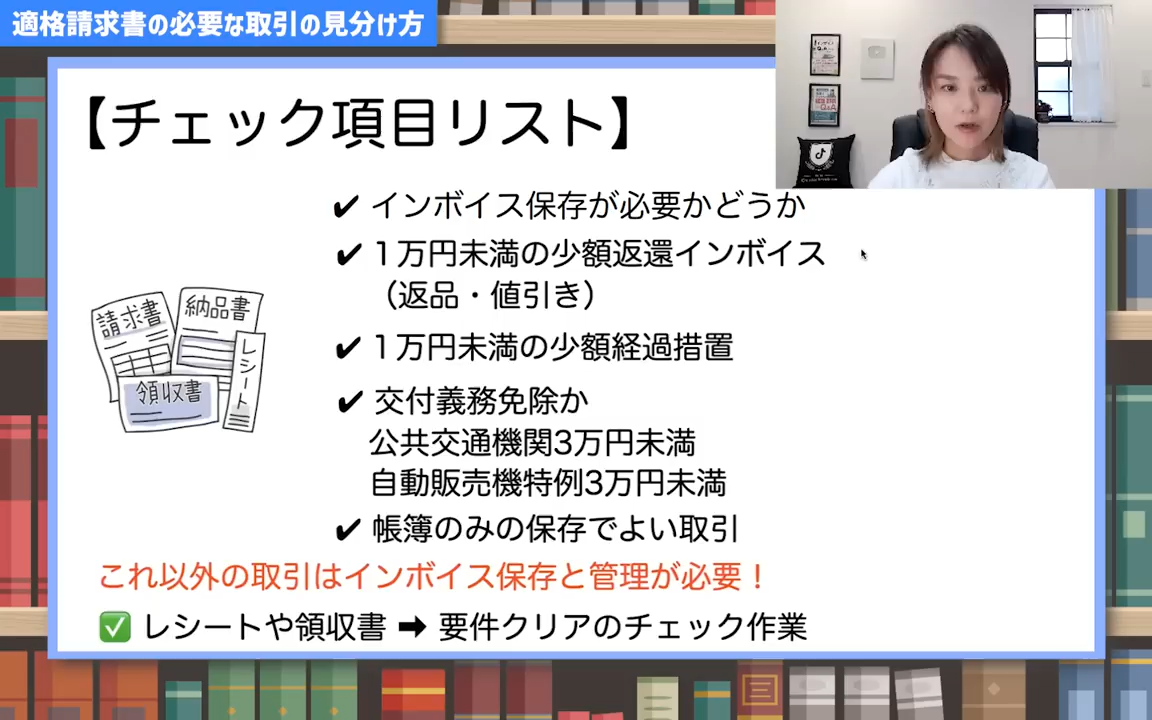 適格請求書の必要な取引の見分け方
【チェック項目リスト】
✔ インボイス保存が必要かどうか
✔ 1万円未満の少額返還インボイス
（返品・値引き）
✔ 1万円未満の少額経過措置
✔ 交付義務免除か
公共交通機関3万円未満
自動販売機特例3万円未満
✔ 帳簿のみの保存でよい取引
請求書
納品書
レシート
領収書
これ以外の取引はインボイス保存と管理が必要！
✅ レシートや領収書 ➡ 要件クリアのチェック作業